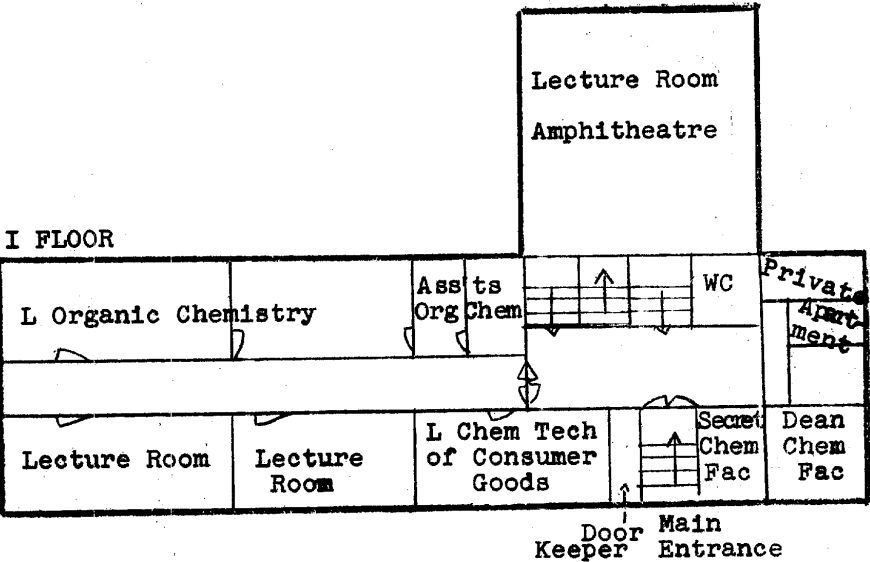 Lecture Room
Amphitheatre
I FLOOR
L Organic Chemistry
Ass'ts
Org Chem
WC
Private
Apart-
ment
Lecture Room
Lecture
Room
L Chem Tech
of Consumer
Goods
Secret
Chem
Fac
Dean
Chem
Fac
Door
Keeper
Main
Entrance